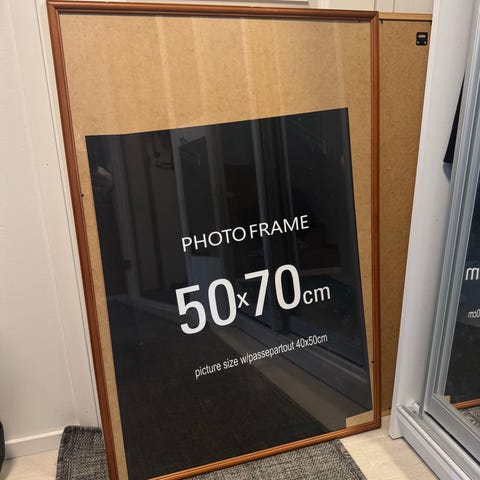 PHOTO FRAME
50x70cm
picture size w/passepartout 40x50cm